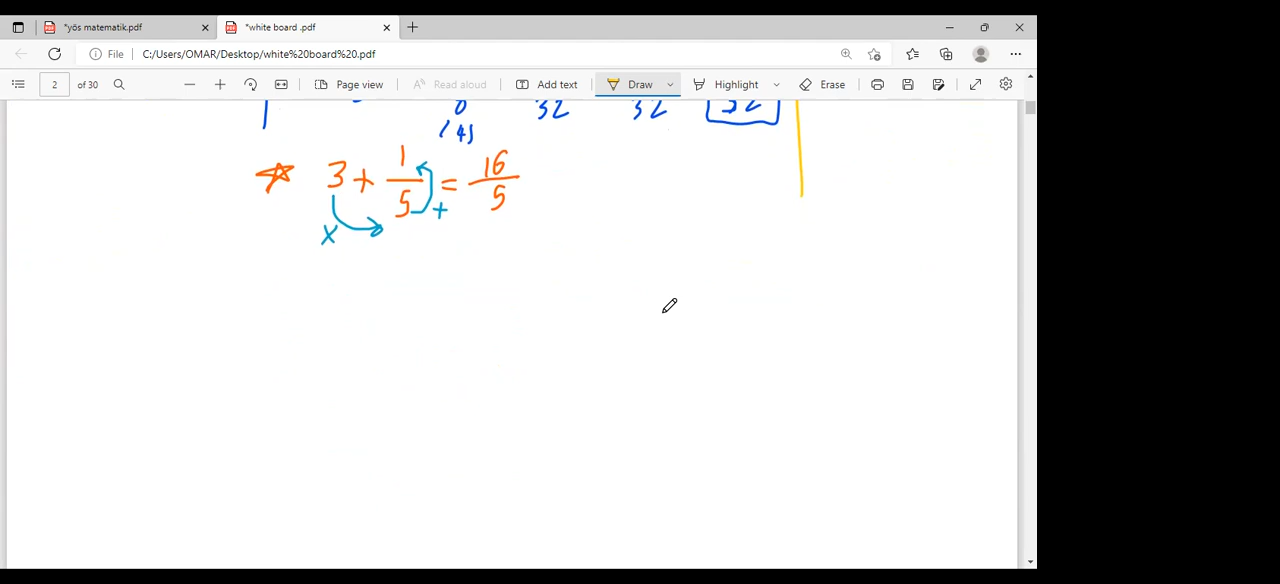 *yös matematik.pdf
*white board .pdf
File C:/Users/OMAR/Desktop/white%20board%20.pdf
2 of 30 Page view Read aloud Add text Draw Highlight Erase
8 32 32 32
(4)
3 + 1/5 = 16/5
+
x